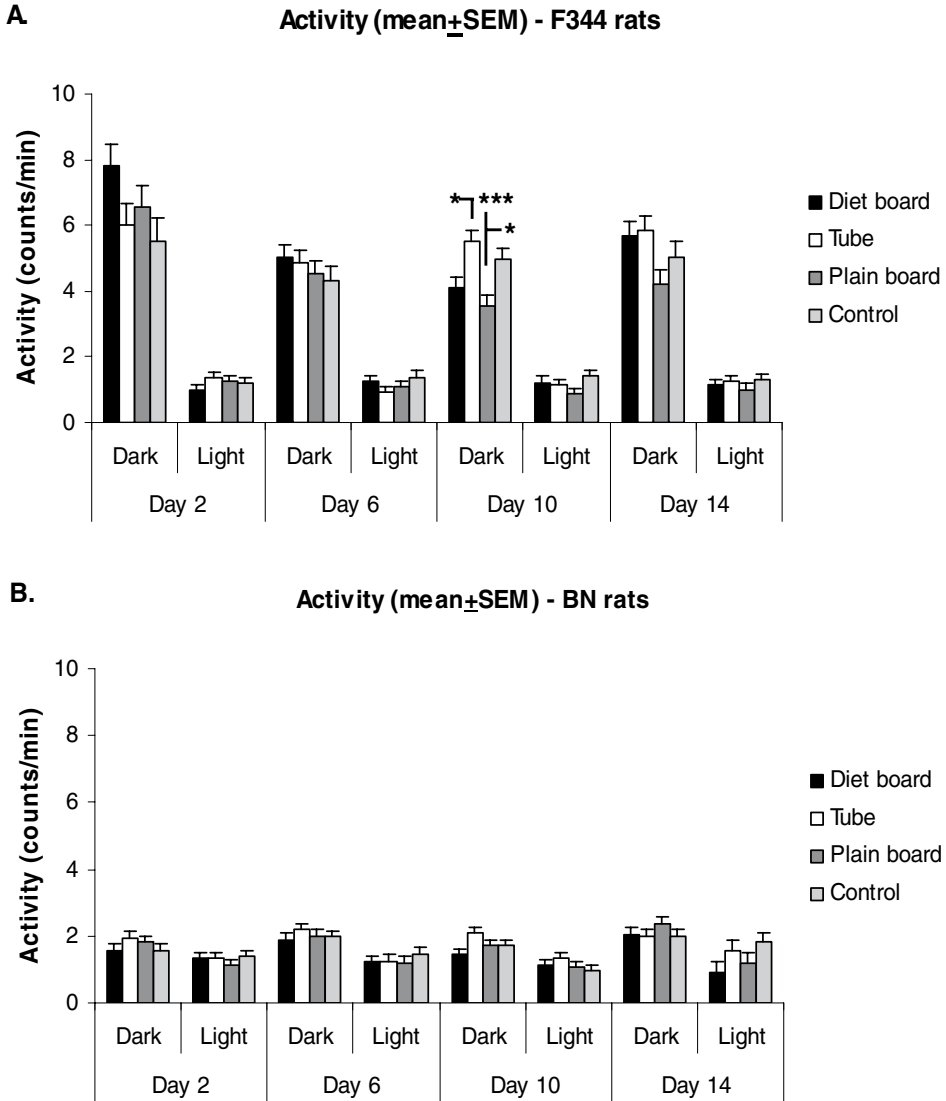 A.
Activity (mean±SEM) - F344 rats
Activity (counts/min)
10
8
6
4
2
0
* ***
*
Diet board
Tube
Plain board
Control
Dark Light Dark Light Dark Light Dark Light
Day 2 Day 6 Day 10 Day 14
B.
Activity (mean±SEM) - BN rats
Activity (counts/min)
10
8
6
4
2
0
Diet board
Tube
Plain board
Control
Dark Light Dark Light Dark Light Dark Light
Day 2 Day 6 Day 10 Day 14